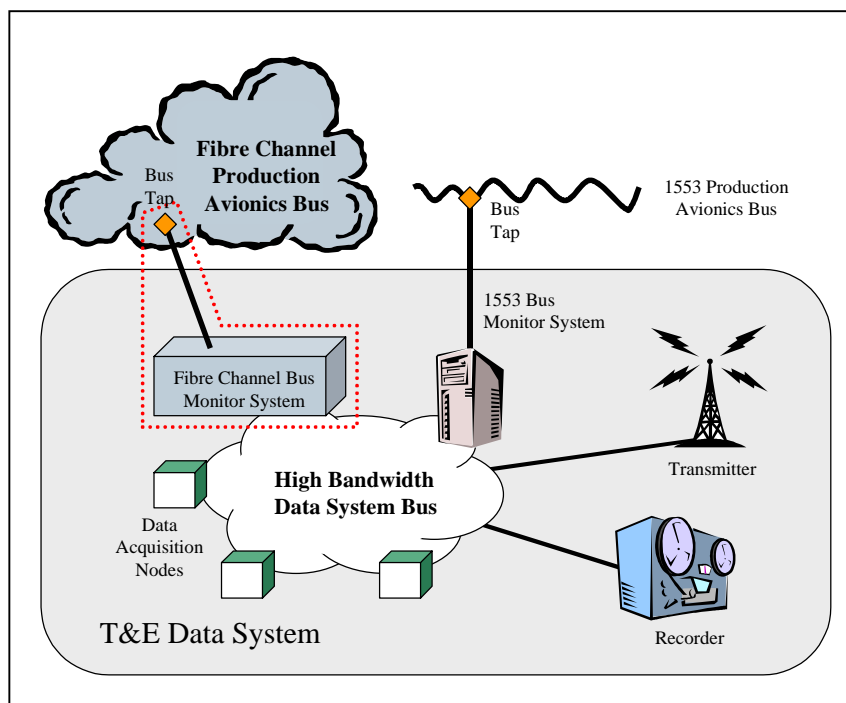 Fibre Channel
Production
Avionics Bus
Bus
Tap
1553 Production
Avionics Bus
Bus
Tap
1553 Bus
Monitor System
Fibre Channel Bus
Monitor System
Transmitter
High Bandwidth
Data System Bus
Data
Acquisition
Nodes
T&E Data System
Recorder